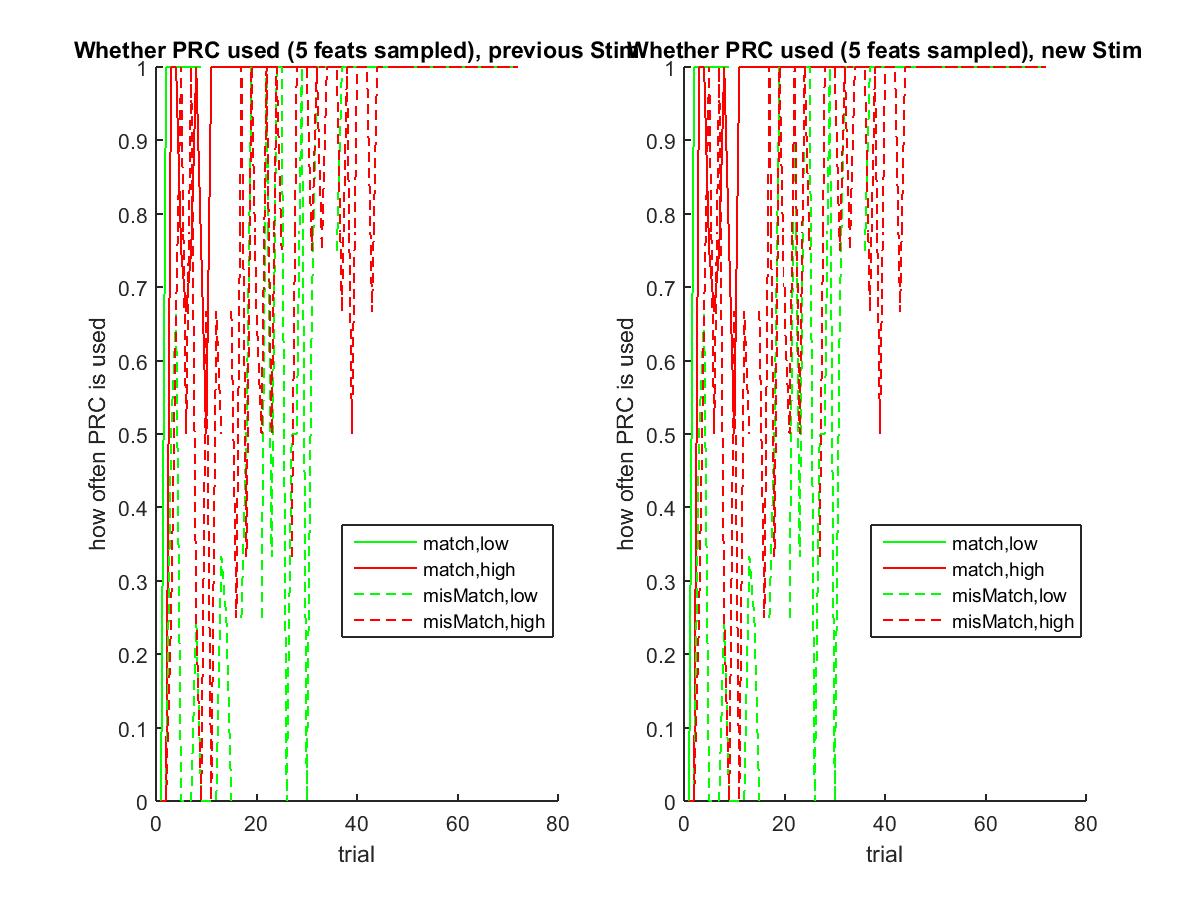 Whether PRC used (5 feats sampled), previous Stim
Whether PRC used (5 feats sampled), new Stim
how often PRC is used
1
0.9
0.8
0.7
0.6
0.5
0.4
0.3
0.2
0.1
0
0 20 40 60 80
trial
match,low
match,high
misMatch,low
misMatch,high
how often PRC is used
1
0.9
0.8
0.7
0.6
0.5
0.4
0.3
0.2
0.1
0
0 20 40 60 80
trial
match,low
match,high
misMatch,low
misMatch,high